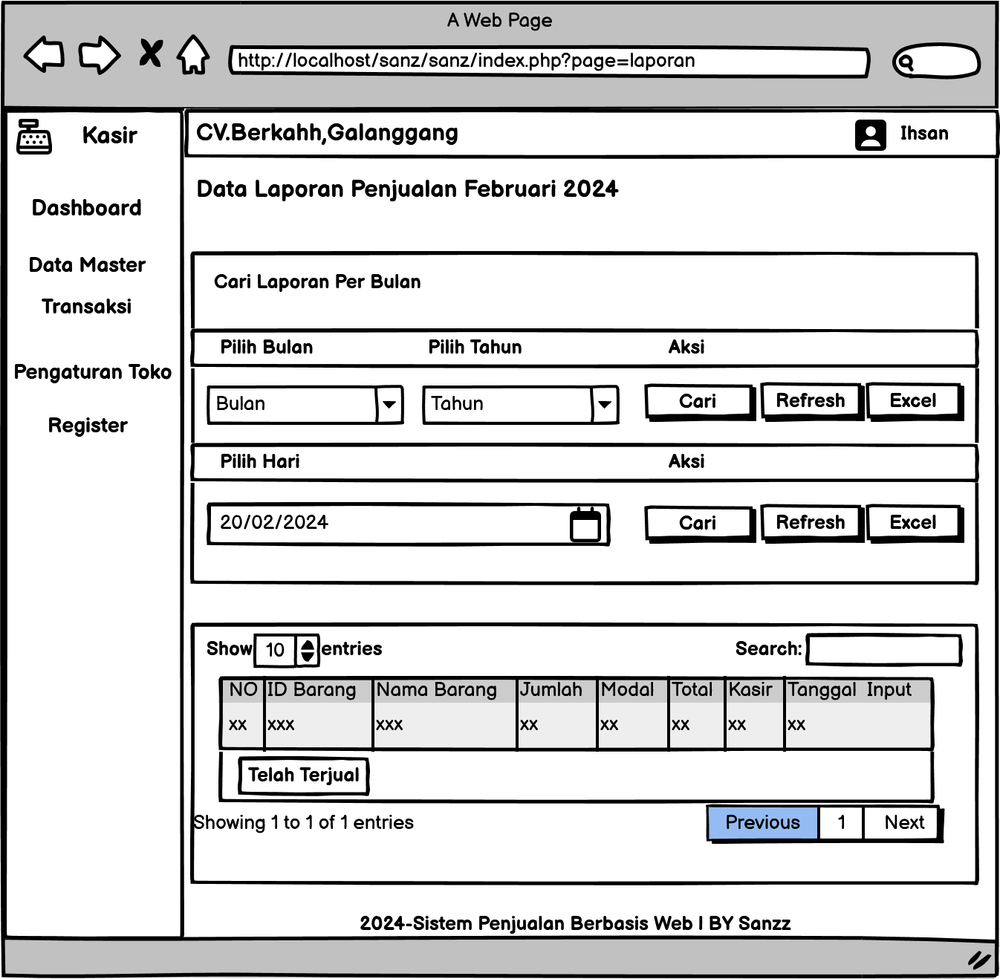 A Web Page
http://localhost/sanz/sanz/index.php?page=laporan
Kasir
CV.Berkahh,Galanggang
Ihsan
Dashboard
Data Master
Transaksi
Pengaturan Toko
Register
Data Laporan Penjualan Februari 2024
Cari Laporan Per Bulan
Pilih Bulan Pilih Tahun Aksi
Bulan Tahun Cari Refresh Excel
Pilih Hari Aksi
20/02/2024 Cari Refresh Excel
Show 10 entries Search:
NO ID Barang Nama Barang Jumlah Modal Total Kasir Tanggal Input
xx xxx xxx xx xx xx xx xx
Telah Terjual
Showing 1 to 1 of 1 entries Previous 1 Next
2024-Sistem Penjualan Berbasis Web | BY Sanzz